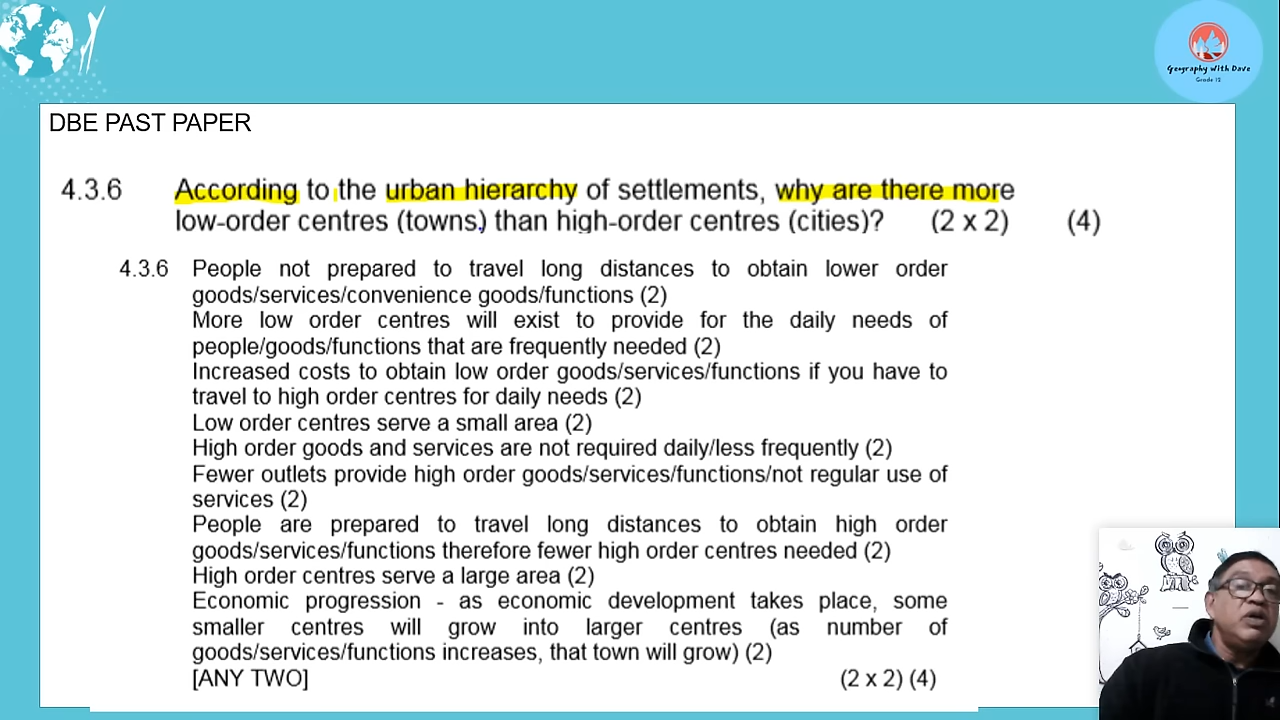 Geography With Dave
Grade 12
DBE PAST PAPER
4.3.6 According to the urban hierarchy of settlements, why are there more
low-order centres (towns) than high-order centres (cities)? (2 x 2) (4)
4.3.6 People not prepared to travel long distances to obtain lower order
goods/services/convenience goods/functions (2)
More low order centres will exist to provide for the daily needs of
people/goods/functions that are frequently needed (2)
Increased costs to obtain low order goods/services/functions if you have to
travel to high order centres for daily needs (2)
Low order centres serve a small area (2)
High order goods and services are not required daily/less frequently (2)
Fewer outlets provide high order goods/services/functions/not regular use of
services (2)
People are prepared to travel long distances to obtain high order
goods/services/functions therefore fewer high order centres needed (2)
High order centres serve a large area (2)
Economic progression - as economic development takes place, some
smaller centres will grow into larger centres (as number of
goods/services/functions increases, that town will grow) (2)
[ANY TWO] (2 x 2) (4)